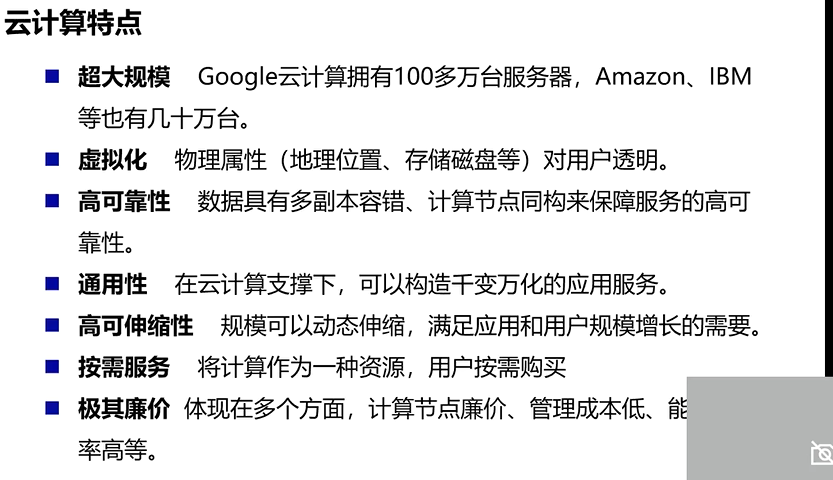 云计算特点
超大规模 Google云计算拥有100多万台服务器，Amazon、IBM
等也有几十万台。
虚拟化 物理属性（地理位置、存储磁盘等）对用户透明。
高可靠性 数据具有多副本容错、计算节点同构来保障服务的高可
靠性。
通用性 在云计算支撑下，可以构造千变万化的应用服务。
高可伸缩性 规模可以动态伸缩，满足应用和用户规模增长的需要。
按需服务 将计算作为一种资源，用户按需购买
极其廉价 体现在多个方面，计算节点廉价、管理成本低、能
率高等。